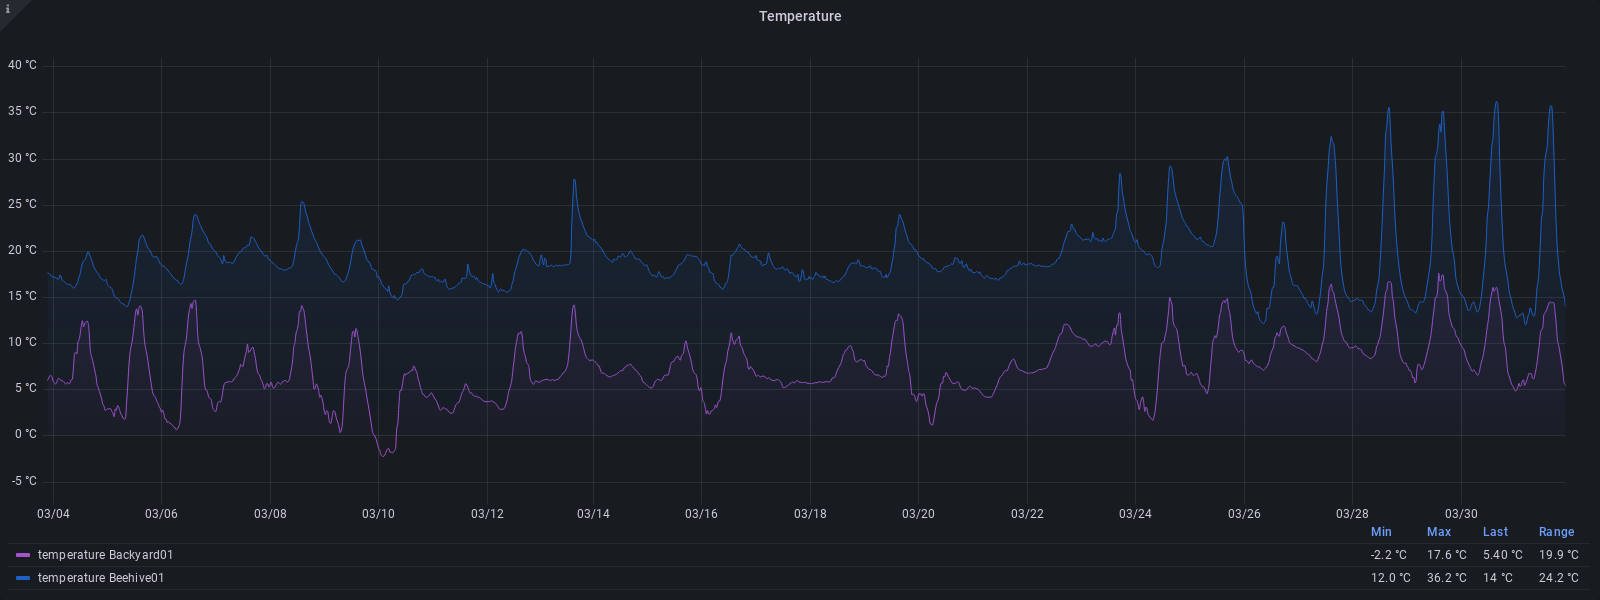 i
Temperature
40 °C
35 °C
30 °C
25 °C
20 °C
15 °C
10 °C
5 °C
0 °C
-5 °C
03/04 03/06 03/08 03/10 03/12 03/14 03/16 03/18 03/20 03/22 03/24 03/26 03/28 03/30
Min Max Last Range
temperature Backyard01 -2.2 °C 17.6 °C 5.40 °C 19.9 °C
temperature Beehive01 12.0 °C 36.2 °C 14 °C 24.2 °C